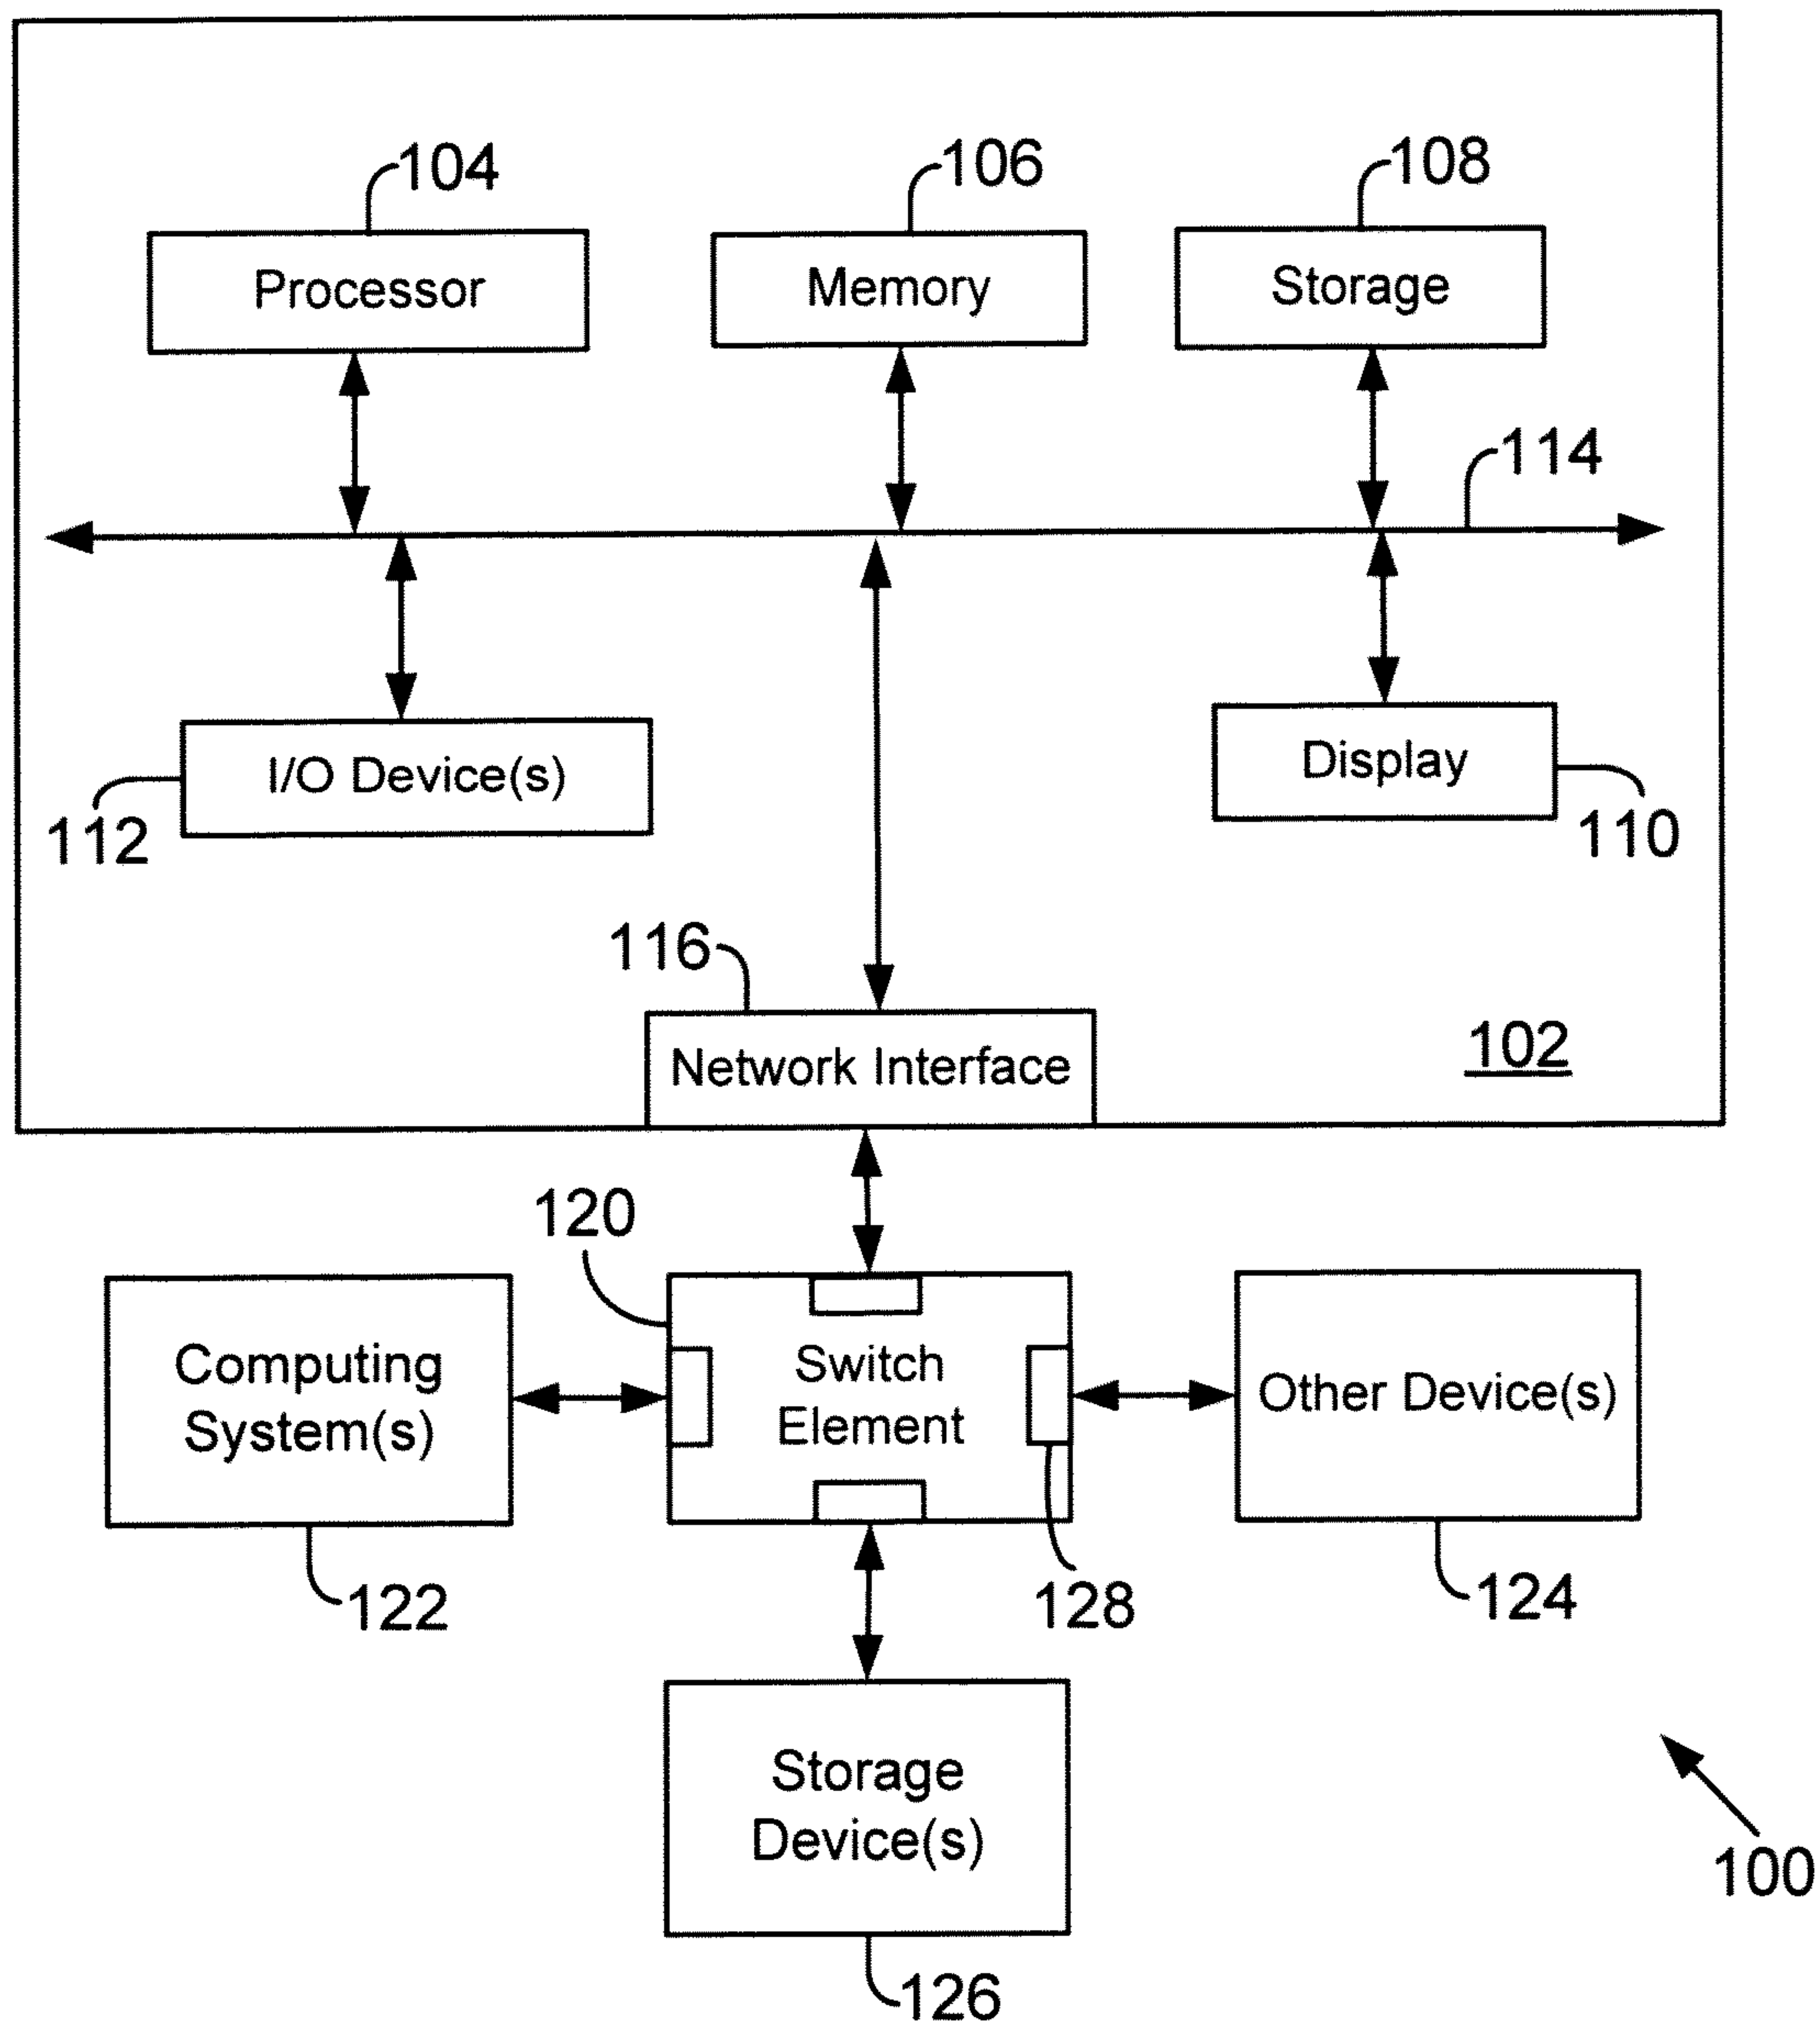 104
106
108
Processor
Memory
Storage
114
I/O Device(s)
Display
112
110
116
Network Interface
102
120
Computing
System(s)
Switch
Element
Other Device(s)
122
128
124
Storage
Device(s)
100
126